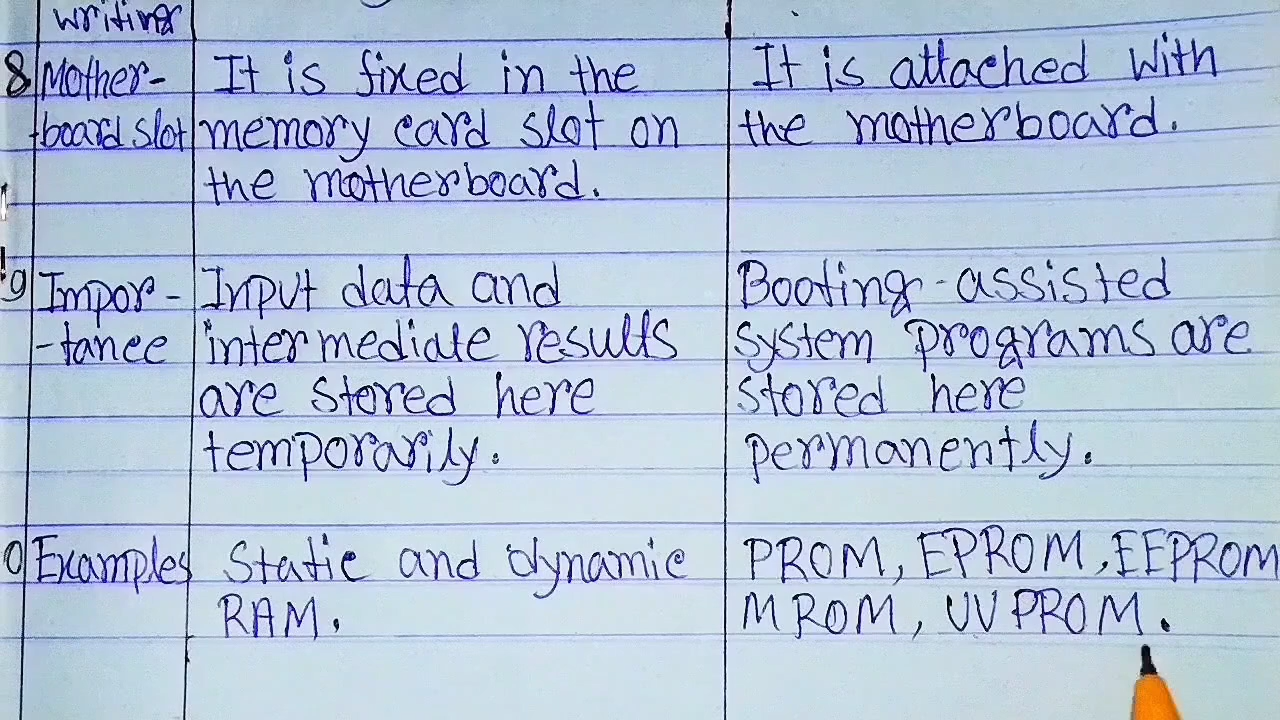 writing
8 Mother- It is fixed in the It is attached with
-board slot memory card slot on the motherboard.
the motherboard.
9 Impor- Input data and Booting-assisted
-tance intermediate results system programs are
are stored here stored here
temporarily. permanently.
0 Examples Static and dynamic PROM, EPROM, EEPROM
RAM. MROM, UVPROM.